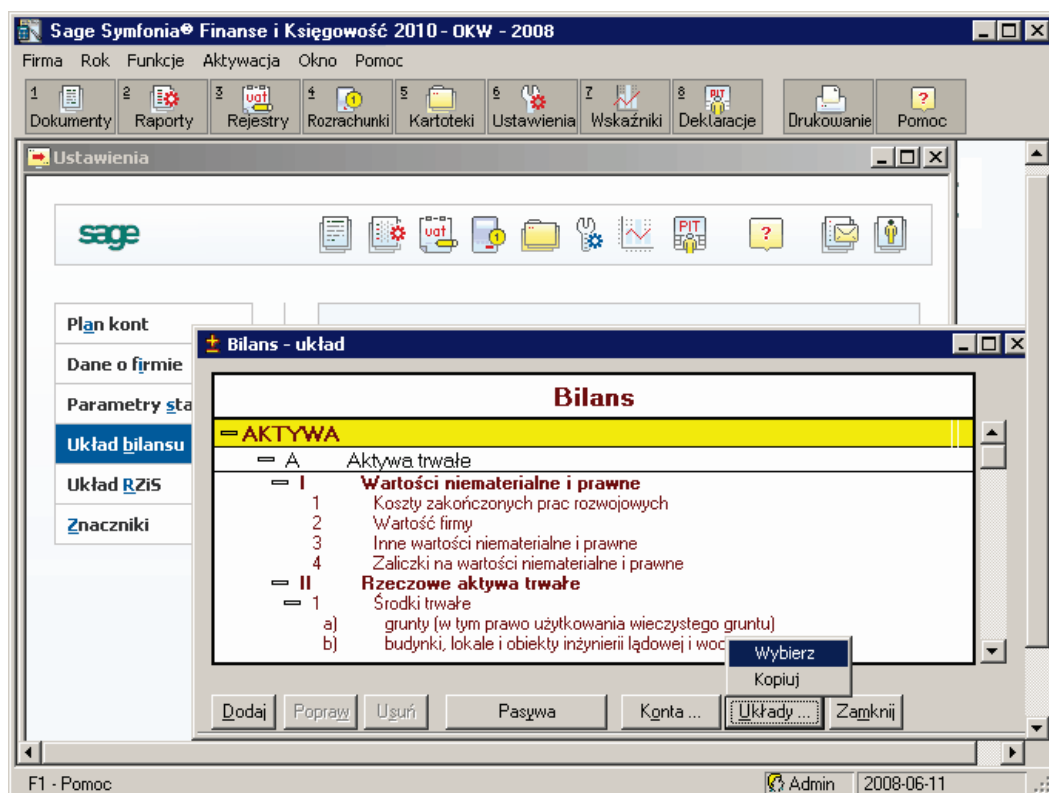 Sage Symfonia® Finanse i Księgowość 2010 - OKW - 2008
Firma Rok Funkcje Aktywacja Okno Pomoc
1 2 3 4 5 6 7 8
Dokumenty Raporty Rejestry Rozrachunki Kartoteki Ustawienia Wskaźniki Deklaracje Drukowanie Pomoc
Ustawienia
sage
Plan kont
Dane o firmie
Parametry sta
Układ bilansu
Układ RZiS
Znaczniki
Bilans - układ
Bilans
AKTYWA
A Aktywa trwałe
I Wartości niematerialne i prawne
1 Koszty zakończonych prac rozwojowych
2 Wartość firmy
3 Inne wartości niematerialne i prawne
4 Zaliczki na wartości niematerialne i prawne
II Rzeczowe aktywa trwałe
1 Środki trwałe
a) grunty (w tym prawo użytkowania wieczystego gruntu)
b) budynki, lokale i obiekty inżynierii lądowej i wod
Wybierz
Kopiuj
Dodaj Popraw Usuń Pasywa Konta ... Układy ... Zamknij
F1 - Pomoc Admin 2008-06-11